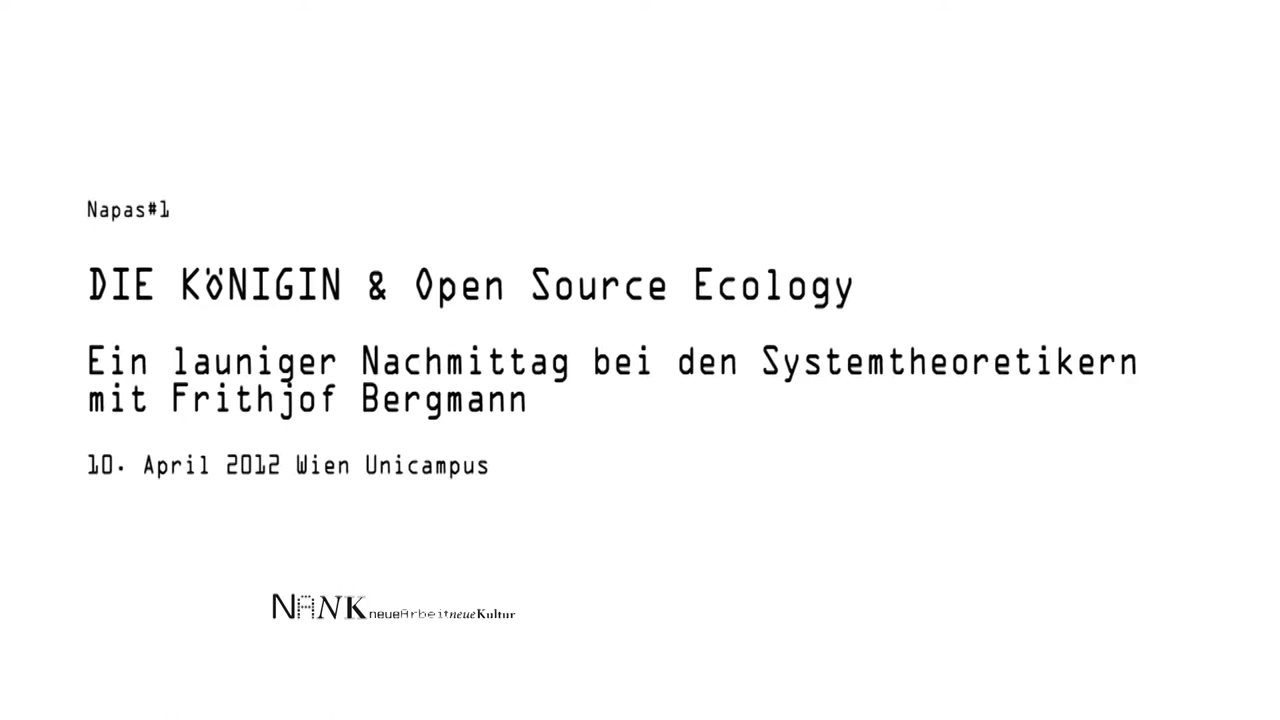 Napas#1
DIE KöNIGIN & Open Source Ecology
Ein launiger Nachmittag bei den Systemtheoretikern
mit Frithjof Bergmann
10. April 2012 Wien Unicampus
NANK neueArbeitneueKultur